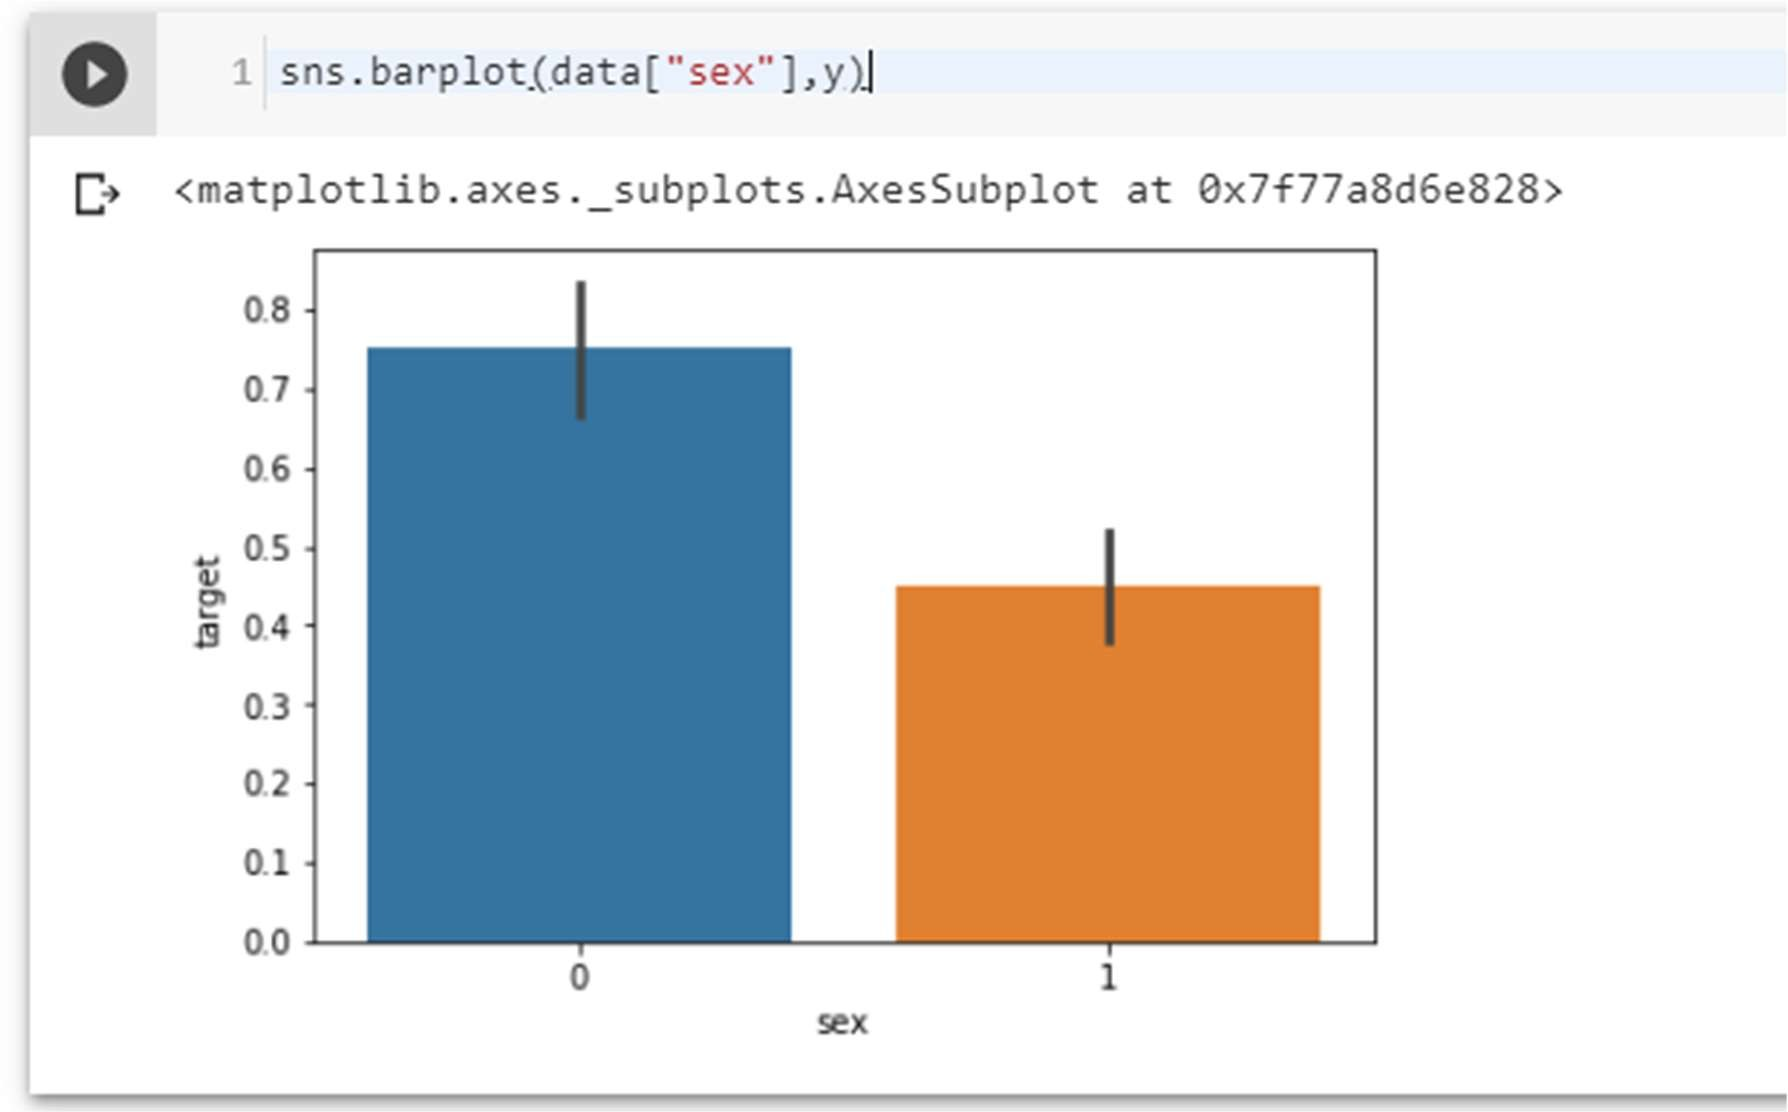 1 sns.barplot(data["sex"],y)
<matplotlib.axes._subplots.AxesSubplot at 0x7f77a8d6e828>
0.8
0.7
0.6
0.5
0.4
0.3
0.2
0.1
0.0
target
0 1
sex